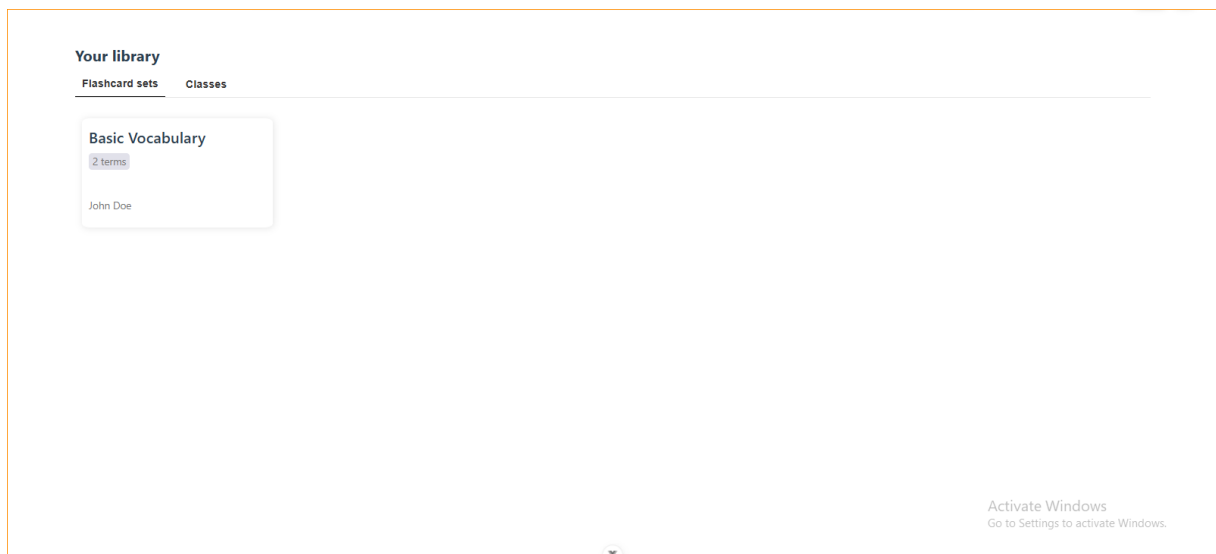 Your library
Flashcard sets Classes
Basic Vocabulary
2 terms
John Doe
Activate Windows
Go to Settings to activate Windows.